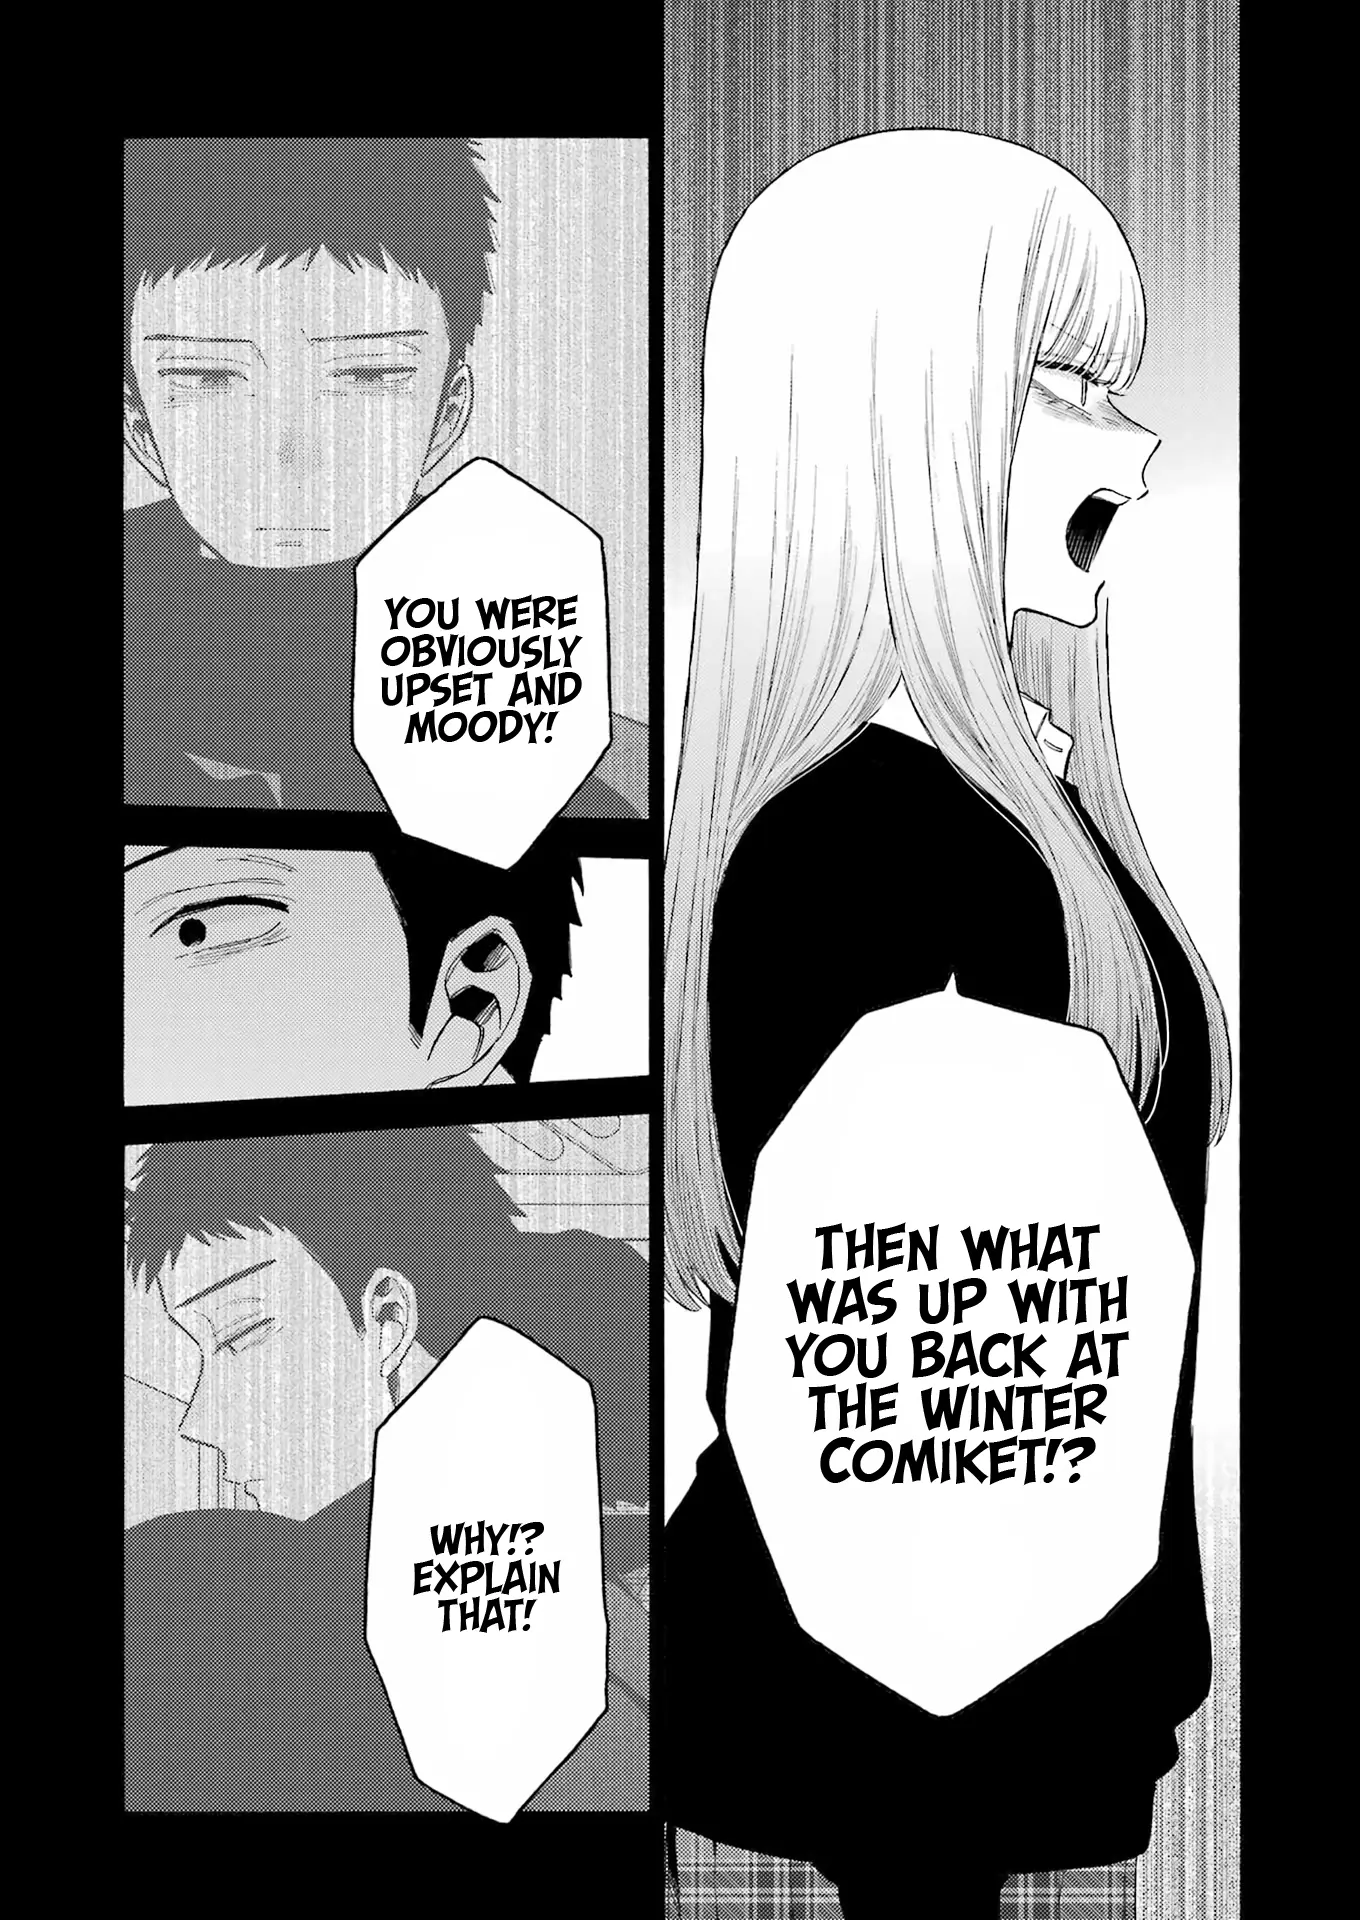 THEN WHAT
WAS UP WITH
YOU BACK AT
THE WINTER
COMIKET!?
YOU WERE
OBVIOUSLY
UPSET AND
MOODY!
WHY!?
EXPLAIN
THAT!